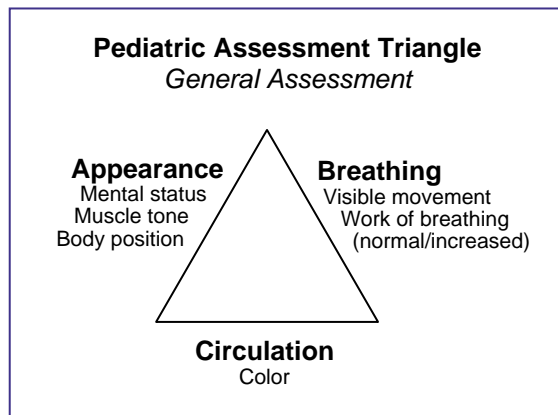 Pediatric Assessment Triangle
General Assessment
Appearance
Mental status
Muscle tone
Body position
Breathing
Visible movement
Work of breathing
(normal/increased)
Circulation
Color